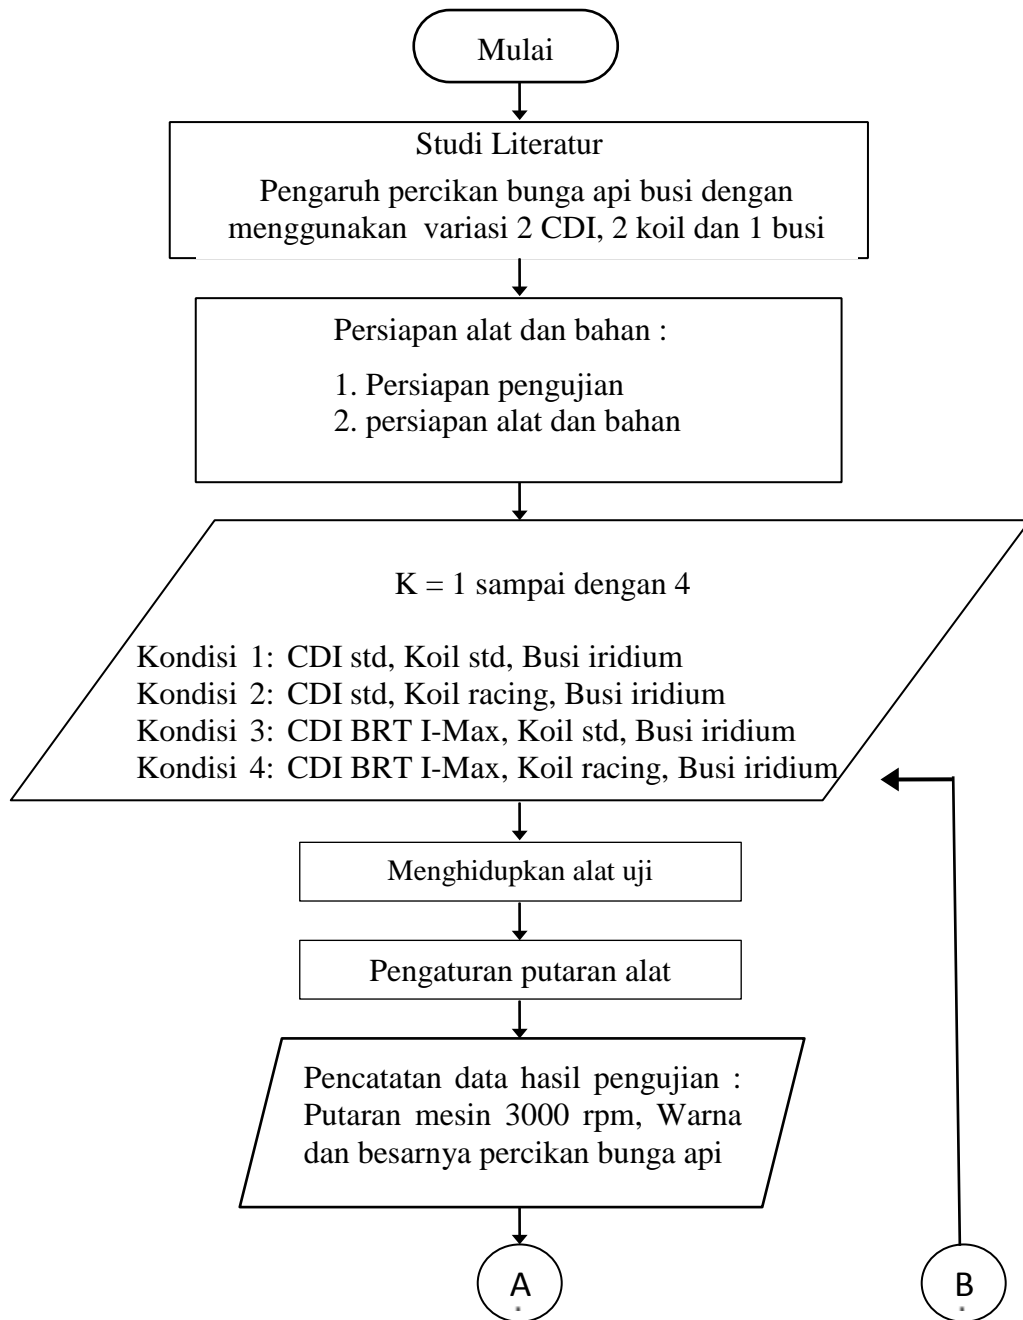 Mulai
Studi Literatur
Pengaruh percikan bunga api busi dengan
menggunakan variasi 2 CDI, 2 koil dan 1 busi
Persiapan alat dan bahan :
1. Persiapan pengujian
2. persiapan alat dan bahan
K = 1 sampai dengan 4
Kondisi 1: CDI std, Koil std, Busi iridium
Kondisi 2: CDI std, Koil racing, Busi iridium
Kondisi 3: CDI BRT I-Max, Koil std, Busi iridium
Kondisi 4: CDI BRT I-Max, Koil racing, Busi iridium
Menghidupkan alat uji
Pengaturan putaran alat
Pencatatan data hasil pengujian :
Putaran mesin 3000 rpm, Warna
dan besarnya percikan bunga api
A
B